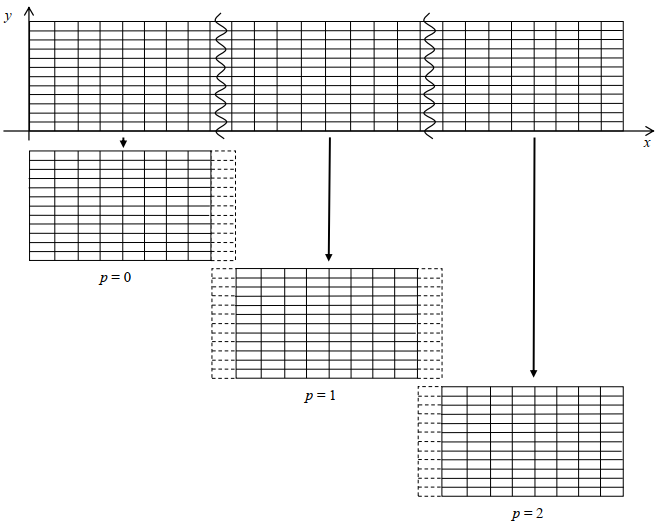 y
x
p = 0
p = 1
p = 2